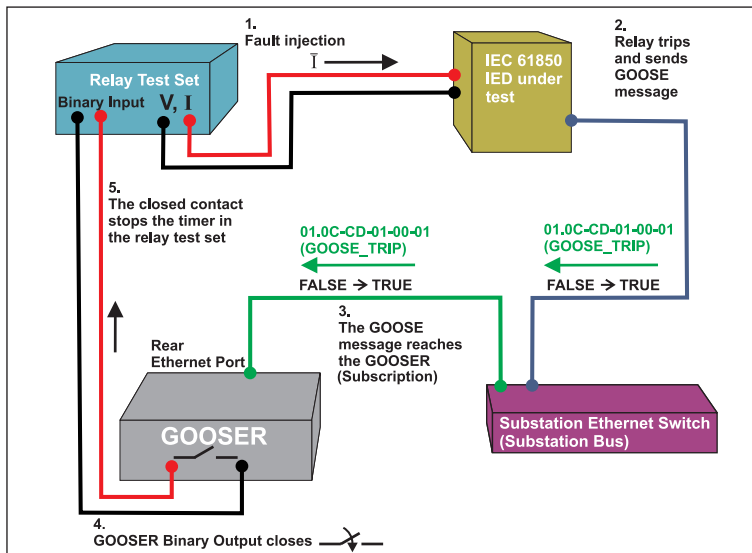 1.
Fault injection
I
Relay Test Set
Binary Input
V, I
IEC 61850
IED under
test
2.
Relay trips
and sends
GOOSE
message
5.
The closed contact
stops the timer in
the relay test set
01.0C-CD-01-00-01
(GOOSE_TRIP)
FALSE → TRUE
01.0C-CD-01-00-01
(GOOSE_TRIP)
FALSE → TRUE
3.
The GOOSE
message reaches
the GOOSER
(Subscription)
Rear
Ethernet Port
GOOSER
Substation Ethernet Switch
(Substation Bus)
4.
GOOSER Binary Output closes